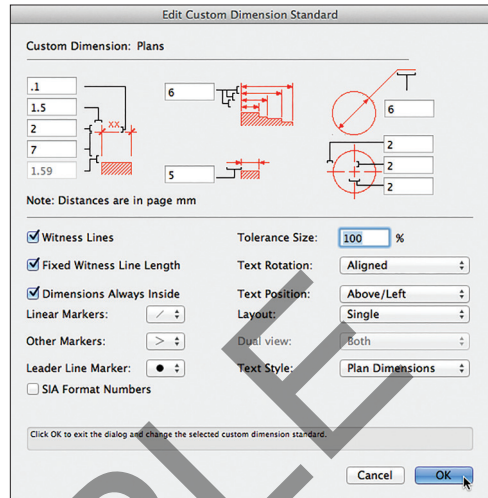 Edit Custom Dimension Standard
Custom Dimension: Plans
.1
1.5
2
7
1.59
XX
6
5
6
2
2
2
Note: Distances are in page mm
Witness Lines
Tolerance Size: 100 %
Fixed Witness Line Length
Text Rotation: Aligned
Dimensions Always Inside
Text Position: Above/Left
Linear Markers:
Layout: Single
Other Markers:
Dual view: Both
Leader Line Marker:
Text Style: Plan Dimensions
SIA Format Numbers
Click OK to exit the dialog and change the selected custom dimension standard.
Cancel
OK